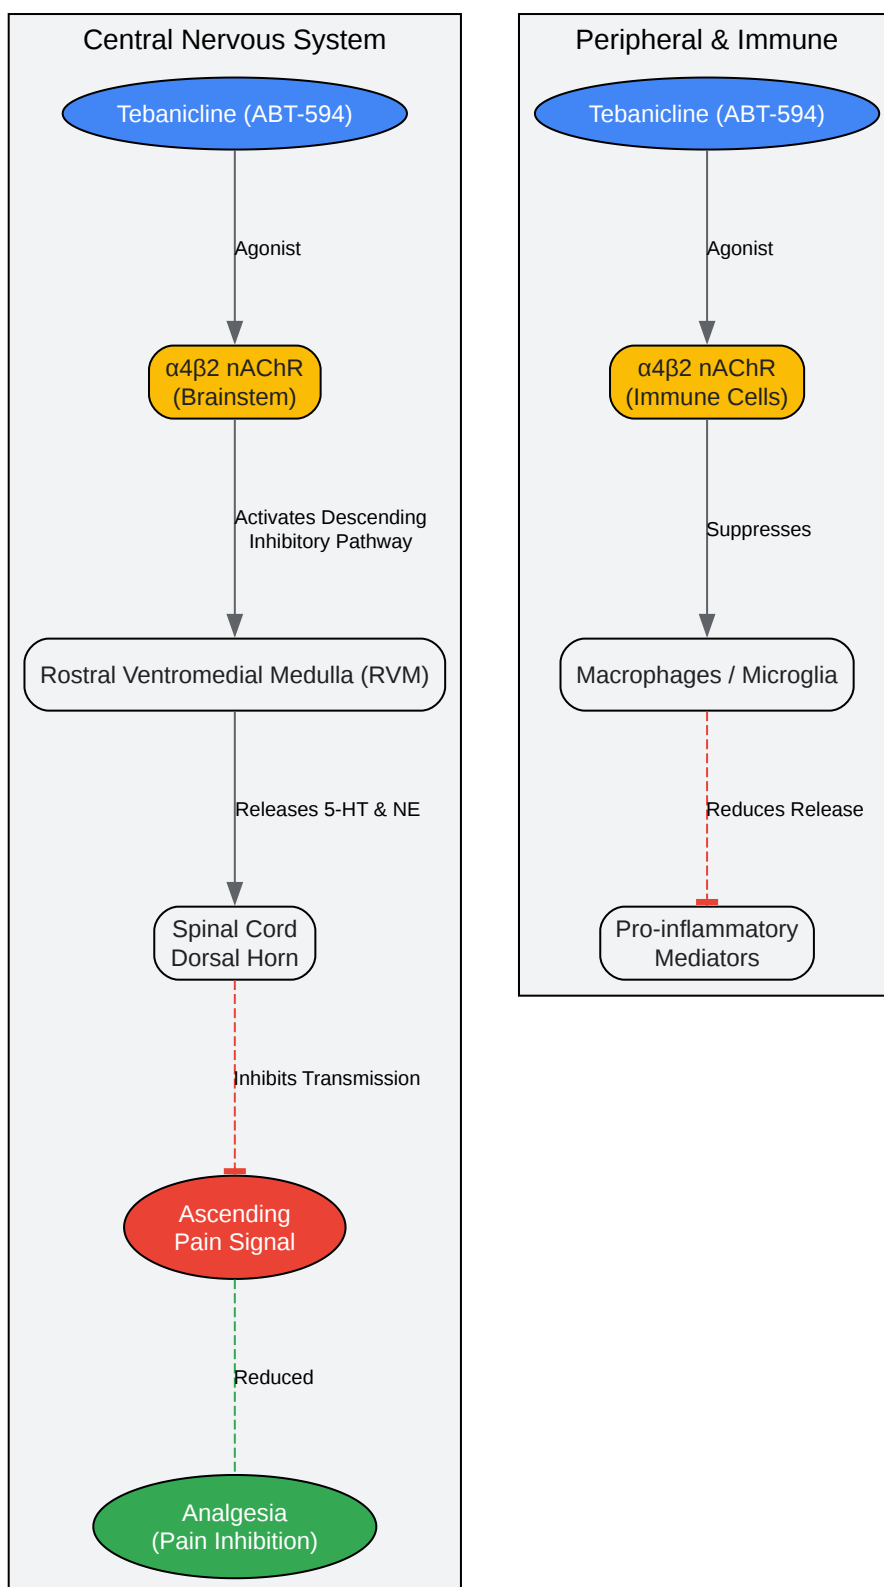 Central Nervous System
Tebanicline (ABT-594)
Agonist
α4β2 nAChR
(Brainstem)
Activates Descending
Inhibitory Pathway
Rostral Ventromedial Medulla (RVM)
Releases 5-HT & NE
Spinal Cord
Dorsal Horn
Inhibits Transmission
Ascending
Pain Signal
Reduced
Analgesia
(Pain Inhibition)
Peripheral & Immune
Tebanicline (ABT-594)
Agonist
α4β2 nAChR
(Immune Cells)
Suppresses
Macrophages / Microglia
Reduces Release
Pro-inflammatory
Mediators